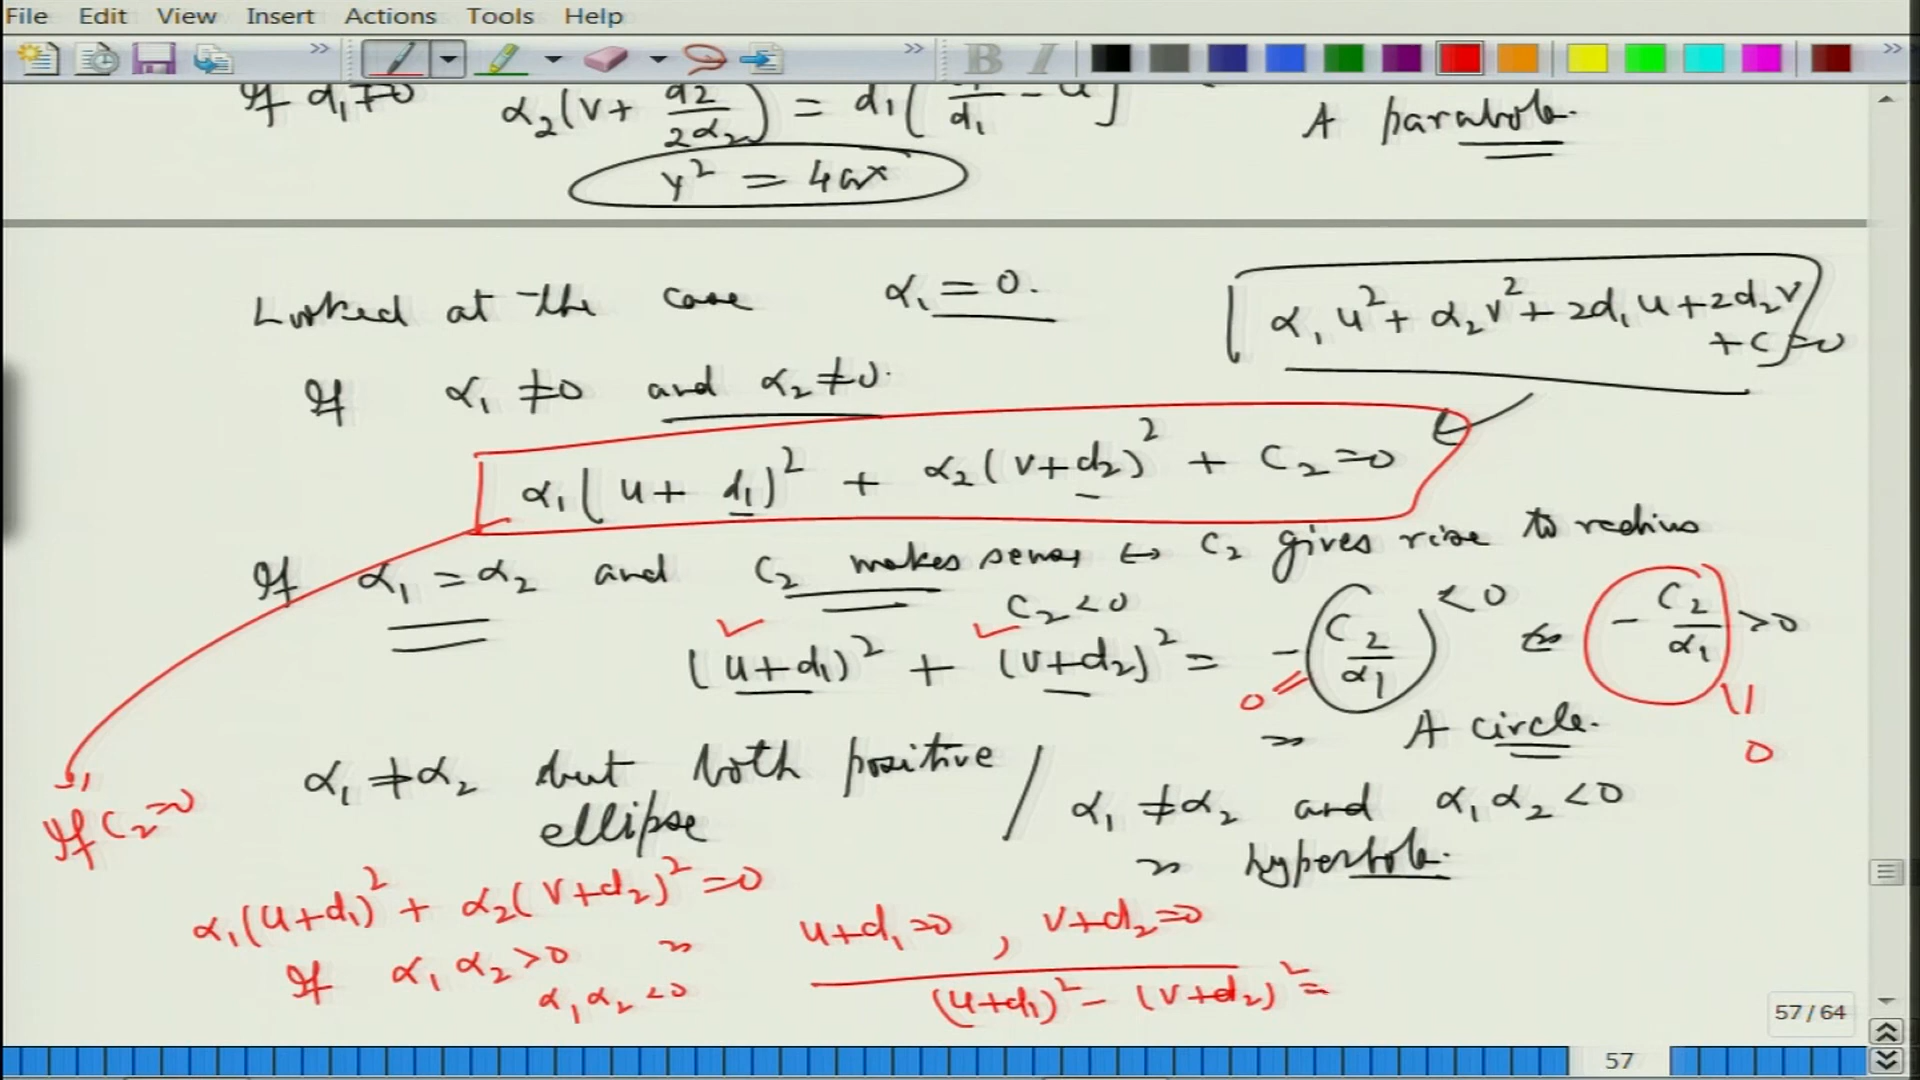 File Edit View Insert Actions Tools Help
B I
If α₁≠0 α₂(v + d2/2α₂) = d₁( /d₁ - u) A parabola.
y² = 4ax
Looked at the case α₁ = 0.
α₁u² + α₂v² + 2d₁u + 2d₂v + C = 0
If α₁ ≠ 0 and α₂ ≠ 0.
α₁(u + d₁)² + α₂(v + d₂)² + C₂ = 0
If α₁ = α₂ and C₂ makes sense ↔ C₂ gives rise to radius
C₂ < 0
(u + d₁)² + (v + d₂)² = -(C₂/α₁) < 0 ⇔ -C₂/α₁ > 0
0 = = 0
⇒ A circle.
α₁ ≠ α₂ but both positive / α₁ ≠ α₂ and α₁α₂ < 0
ellipse ⇒ hyperbola.
If C₂ = 0
α₁(u + d₁)² + α₂(v + d₂)² = 0
If α₁α₂ > 0 ⇒ u + d₁ = 0, v + d₂ = 0
α₁α₂ < 0 (u + d₁)² - (v + d₂)² =
57 / 64
57